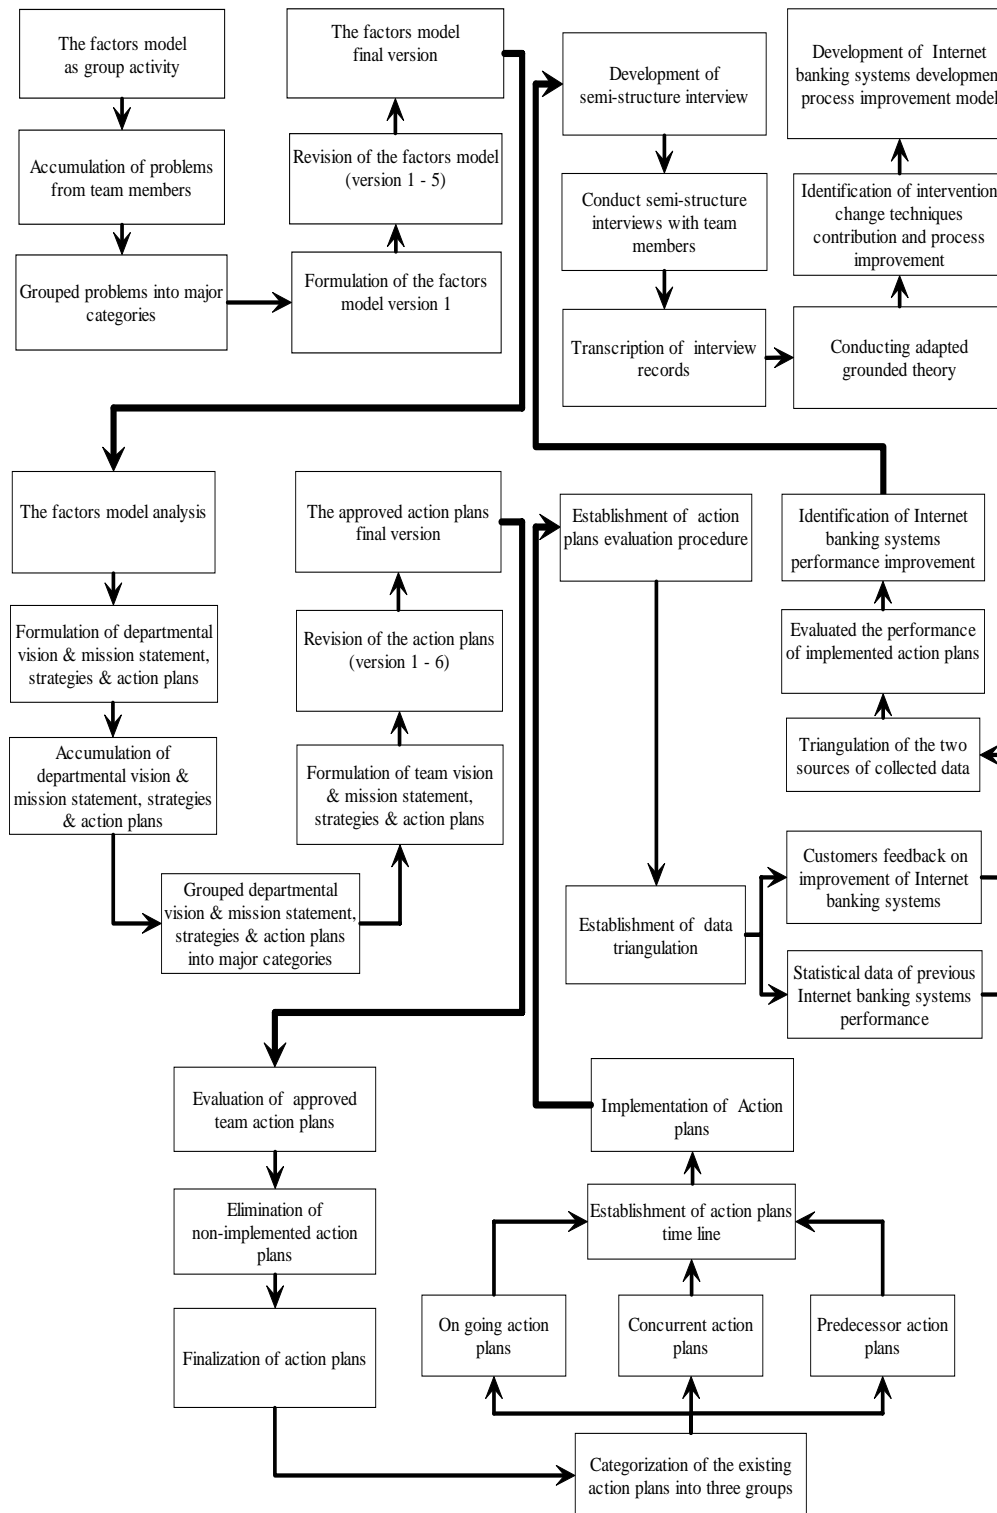 The factors model
as group activity
Accumulation of problems
from team members
Grouped problems into major
categories
The factors model
final version
Revision of the factors model
(version 1 - 5)
Formulation of the factors
model version 1
Development of
semi-structure interview
Conduct semi-structure
interviews with team
members
Transcription of interview
records
Development of Internet
banking systems development
process improvement model
Identification of intervention
change techniques
contribution and process
improvement
Conducting adapted
grounded theory
The factors model analysis
Formulation of departmental
vision & mission statement,
strategies & action plans
Accumulation of
departmental vision &
mission statement, strategies
& action plans
Grouped departmental
vision & mission statement,
strategies & action plans
into major categories
The approved action plans
final version
Revision of the action plans
(version 1 - 6)
Formulation of team vision
& mission statement,
strategies & action plans
Establishment of action
plans evaluation procedure
Establishment of data
triangulation
Identification of Internet
banking systems
performance improvement
Evaluated the performance
of implemented action plans
Triangulation of the two
sources of collected data
Customers feedback on
improvement of Internet
banking systems
Statistical data of previous
Internet banking systems
performance
Evaluation of approved
team action plans
Elimination of
non-implemented action
plans
Finalization of action plans
Implementation of Action
plans
Establishment of action plans
time line
On going action
plans
Concurrent action
plans
Predecessor action
plans
Categorization of the existing
action plans into three groups